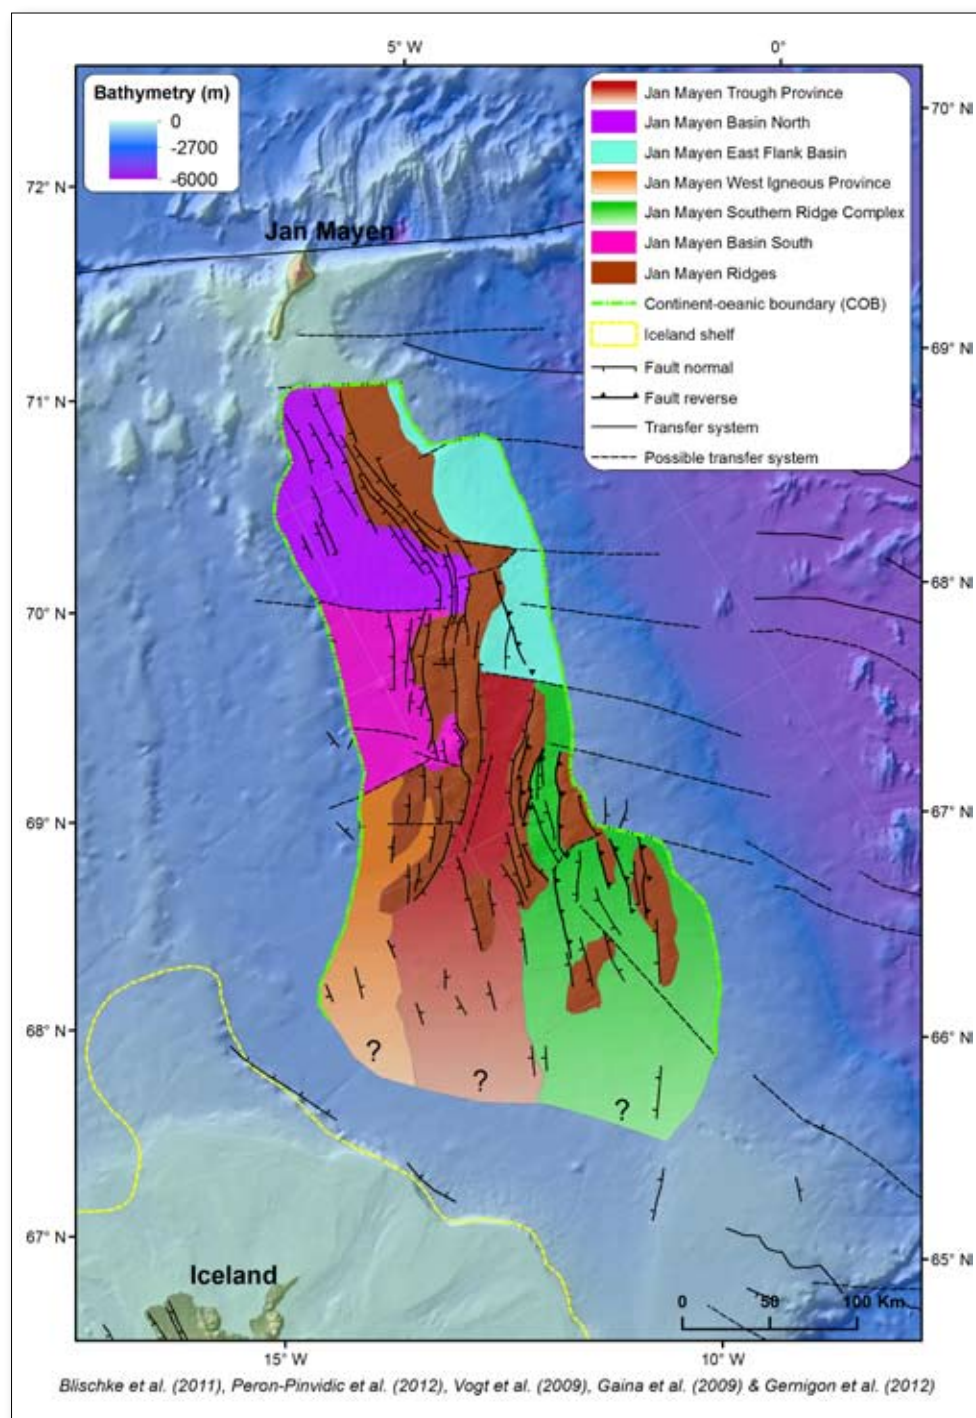 5° W
0°
Bathymetry (m)
0
-2700
-6000
Jan Mayen Trough Province
Jan Mayen Basin North
Jan Mayen East Flank Basin
Jan Mayen West Igneous Province
Jan Mayen Southern Ridge Complex
Jan Mayen Basin South
Jan Mayen Ridges
Continent-oeanic boundary (COB)
Iceland shelf
Fault normal
Fault reverse
Transfer system
Possible transfer system
70° N
72° N
Jan Mayen
69° N
71° N
68° N
70° N
67° N
69° N
66° N
68° N
?
?
?
67° N
65° N
Iceland
0 50 100 Km
15° W
10° W
Blischke et al. (2011), Peron-Pinvidic et al. (2012), Vogt et al. (2009), Gaina et al. (2009) & Gernigon et al. (2012)